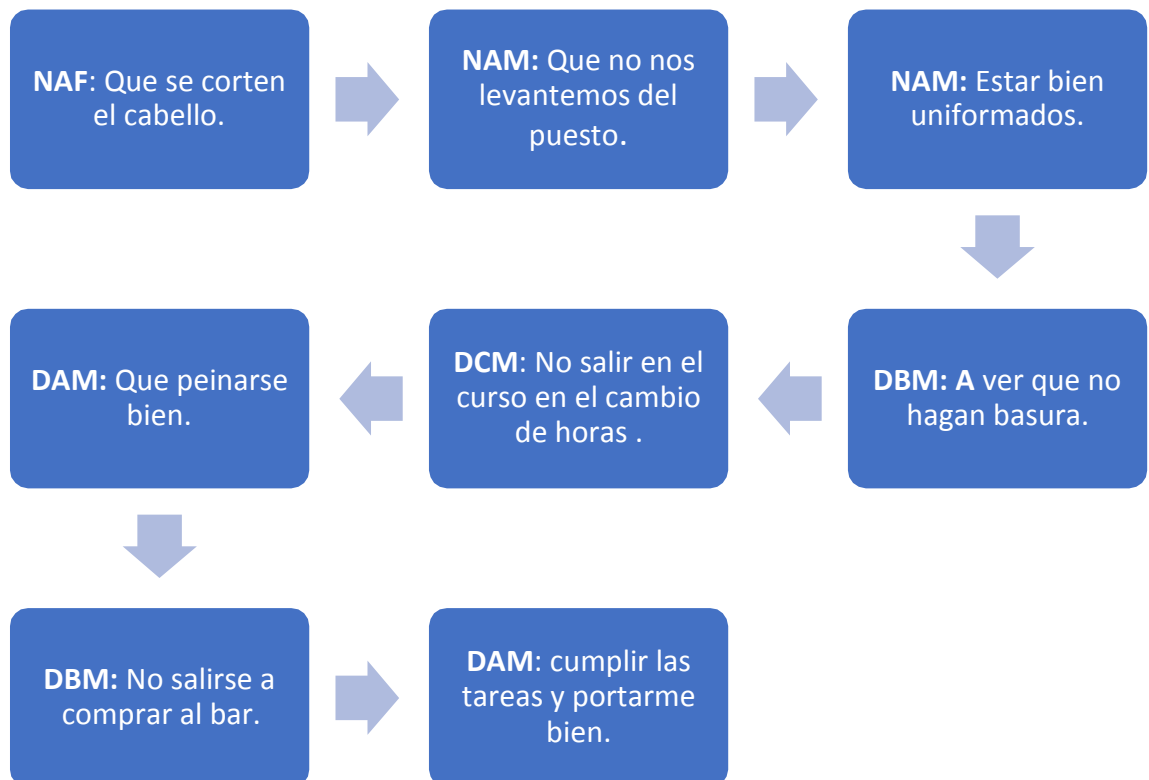 NAF: Que se corten
el cabello.
NAM: Que no nos
levantemos del
puesto.
NAM: Estar bien
uniformados.
DBM: A ver que no
hagan basura.
DCM: No salir en el
curso en el cambio
de horas .
DAM: Que peinarse
bien.
DBM: No salirse a
comprar al bar.
DAM: cumplir las
tareas y portarme
bien.